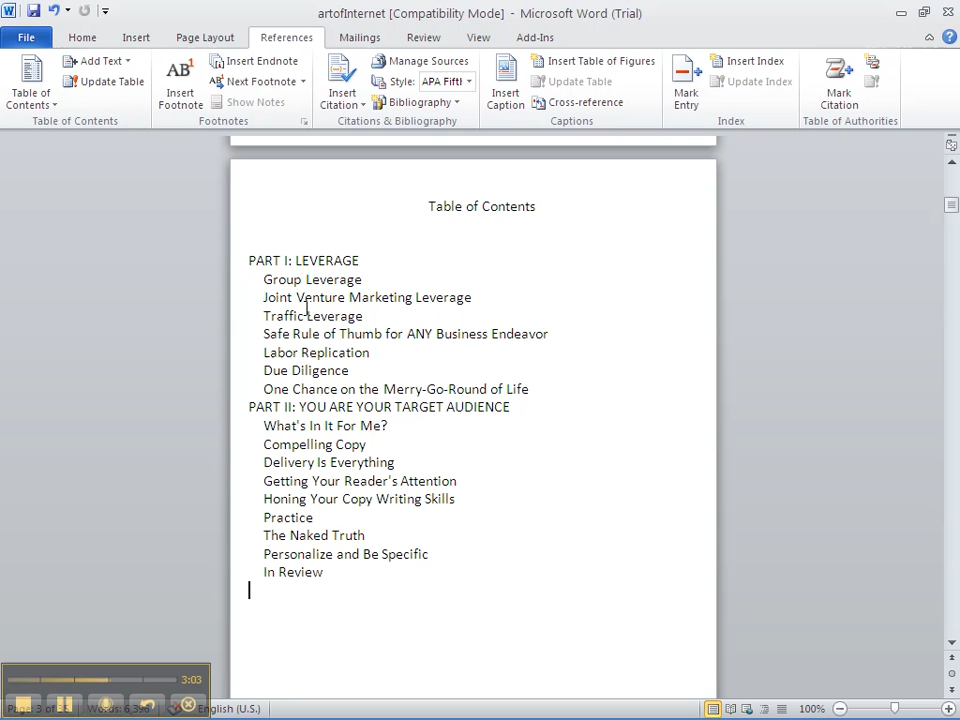 artofInternet [Compatibility Mode] - Microsoft Word (Trial)
File Home Insert Page Layout References Mailings Review View Add-Ins
Table of Contents
Add Text
Update Table
Table of Contents
AB¹ Insert Footnote
Insert Endnote
Next Footnote
Show Notes
Footnotes
Insert Citation
Manage Sources
Style: APA Fiftl
Bibliography
Citations & Bibliography
Insert Caption
Insert Table of Figures
Update Table
Cross-reference
Captions
Mark Entry
Insert Index
Update Index
Index
Mark Citation
Table of Authorities
Table of Contents
PART I: LEVERAGE
Group Leverage
Joint Venture Marketing Leverage
Traffic Leverage
Safe Rule of Thumb for ANY Business Endeavor
Labor Replication
Due Diligence
One Chance on the Merry-Go-Round of Life
PART II: YOU ARE YOUR TARGET AUDIENCE
What's In It For Me?
Compelling Copy
Delivery Is Everything
Getting Your Reader's Attention
Honing Your Copy Writing Skills
Practice
The Naked Truth
Personalize and Be Specific
In Review
3:03
Page: 3 of Words: English (U.S.) 100%